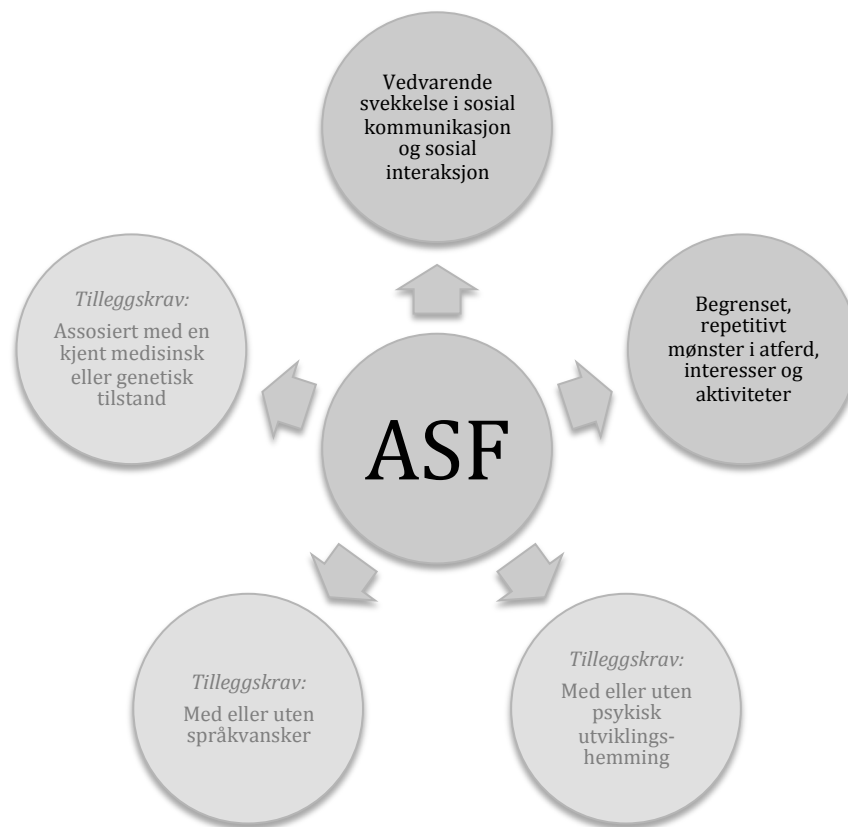 Vedvarende
svekkelse i sosial
kommunikasjon
og sosial
interaksjon
Begrenset,
repetitivt
mønster i atferd,
interesser og
aktiviteter
Tilleggskrav:
Med eller uten
psykisk
utviklings-
hemming
Tilleggskrav:
Med eller uten
språkvansker
Tilleggskrav:
Assosiert med en
kjent medisinsk
eller genetisk
tilstand
ASF